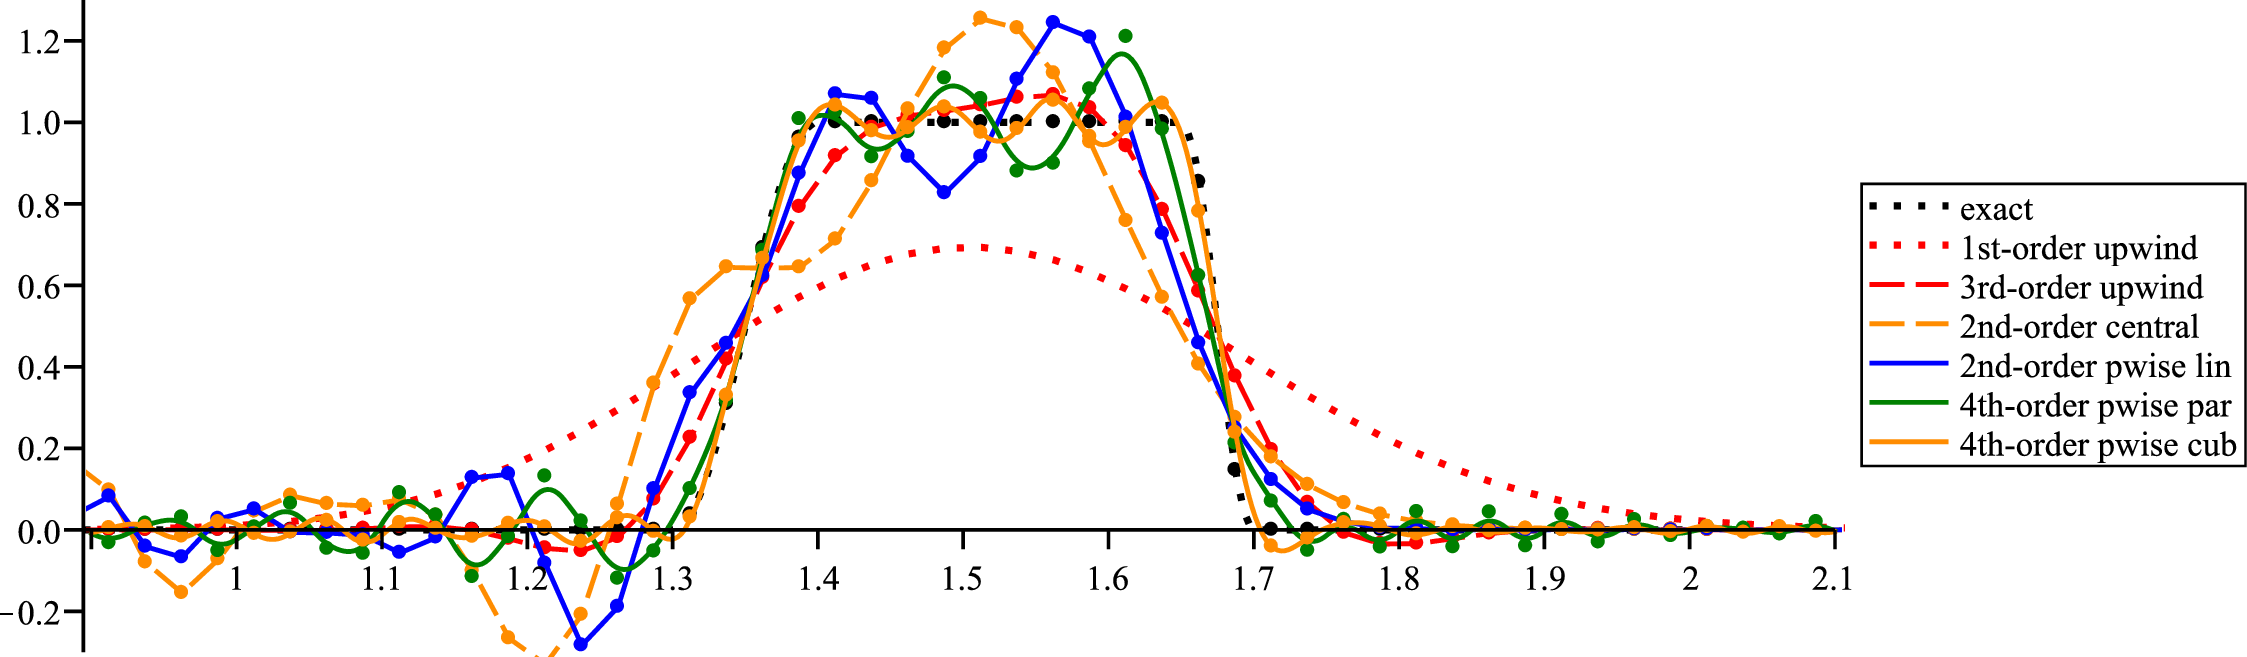 1.2
1.0
0.8
0.6
0.4
0.2
0.0
−0.2
1 1.1 1.2 1.3 1.4 1.5 1.6 1.7 1.8 1.9 2 2.1
exact
1st-order upwind
3rd-order upwind
2nd-order central
2nd-order pwise lin
4th-order pwise par
4th-order pwise cub